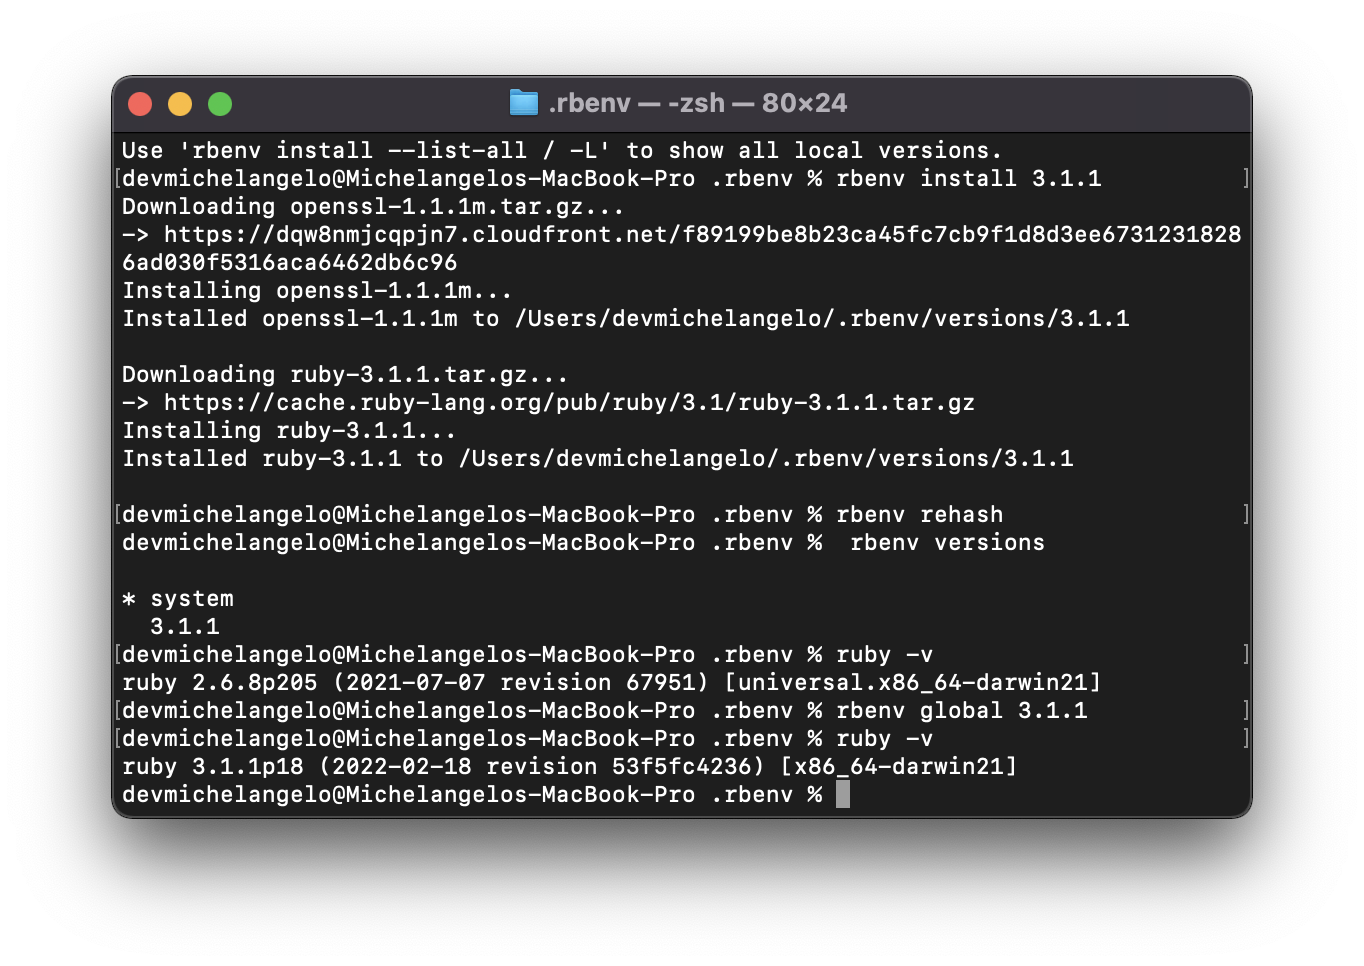 .rbenv — -zsh — 80×24
Use 'rbenv install --list-all / -L' to show all local versions.
[devmichelangelo@Michelangelos-MacBook-Pro .rbenv % rbenv install 3.1.1 ]
Downloading openssl-1.1.1m.tar.gz...
-> https://dqw8nmjcqpjn7.cloudfront.net/f89199be8b23ca45fc7cb9f1d8d3ee6731231828
6ad030f5316aca6462db6c96
Installing openssl-1.1.1m...
Installed openssl-1.1.1m to /Users/devmichelangelo/.rbenv/versions/3.1.1
Downloading ruby-3.1.1.tar.gz...
-> https://cache.ruby-lang.org/pub/ruby/3.1/ruby-3.1.1.tar.gz
Installing ruby-3.1.1...
Installed ruby-3.1.1 to /Users/devmichelangelo/.rbenv/versions/3.1.1
[devmichelangelo@Michelangelos-MacBook-Pro .rbenv % rbenv rehash ]
devmichelangelo@Michelangelos-MacBook-Pro .rbenv %  rbenv versions
* system
  3.1.1
[devmichelangelo@Michelangelos-MacBook-Pro .rbenv % ruby -v ]
ruby 2.6.8p205 (2021-07-07 revision 67951) [universal.x86_64-darwin21]
[devmichelangelo@Michelangelos-MacBook-Pro .rbenv % rbenv global 3.1.1 ]
[devmichelangelo@Michelangelos-MacBook-Pro .rbenv % ruby -v ]
ruby 3.1.1p18 (2022-02-18 revision 53f5fc4236) [x86_64-darwin21]
devmichelangelo@Michelangelos-MacBook-Pro .rbenv %